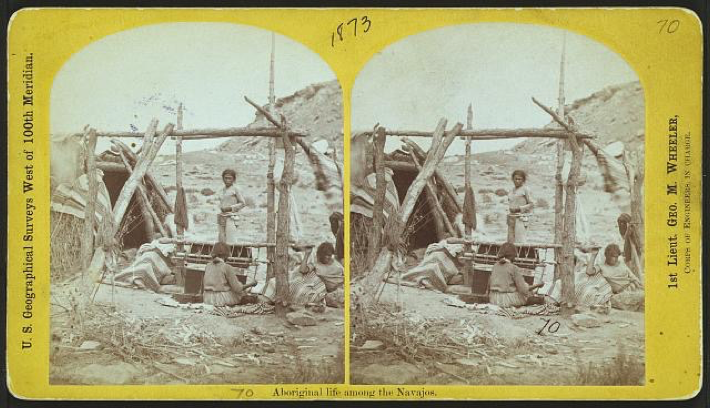 1873
70
U. S. Geographical Surveys West of 100th Meridian.
1st Lieut. Geo. M. Wheeler,
Corps of Engineers in charge.
70
70
Aboriginal life among the Navajos.